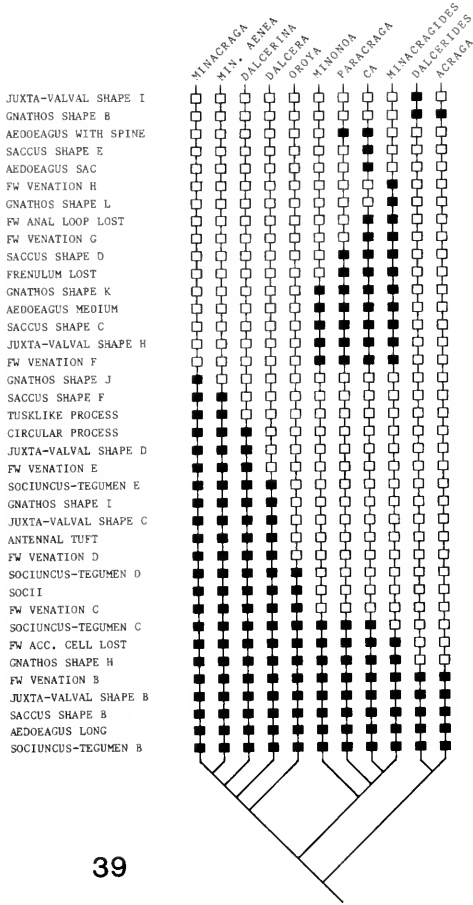 MINACRAGA
MIN. AENEA
DALCERINA
DALCERA
OROYA
MINONOA
PARACRAGA
CA
MINACRAGIDES
DALCERIDES
ACRAGA
JUXTA-VALVAL SHAPE I
GNATHOS SHAPE B
AEDOEAGUS WITH SPINE
SACCUS SHAPE E
AEDOEAGUS SAC
FW VENATION H
GNATHOS SHAPE L
FW ANAL LOOP LOST
FW VENATION G
SACCUS SHAPE D
FRENULUM LOST
GNATHOS SHAPE K
AEDOEAGUS MEDIUM
SACCUS SHAPE C
JUXTA-VALVAL SHAPE H
FW VENATION F
GNATHOS SHAPE J
SACCUS SHAPE F
TUSKLIKE PROCESS
CIRCULAR PROCESS
JUXTA-VALVAL SHAPE D
FW VENATION E
SOCIUNCUS-TEGUMEN E
GNATHOS SHAPE I
JUXTA-VALVAL SHAPE C
ANTENNAL TUFT
FW VENATION D
SOCIUNCUS-TEGUMEN D
SOCII
FW VENATION C
SOCIUNCUS-TEGUMEN C
FW ACC. CELL LOST
GNATHOS SHAPE H
FW VENATION B
JUXTA-VALVAL SHAPE B
SACCUS SHAPE B
AEDOEAGUS LONG
SOCIUNCUS-TEGUMEN B
39